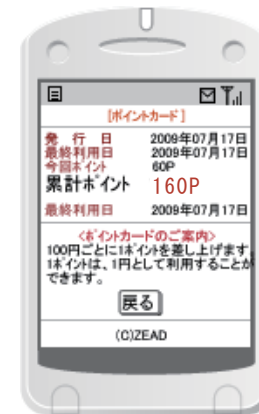 [ポイントカード]
発 行 日 2009年07月17日
最終利用日 2009年07月17日
今回ポイント 60P
累計ポイント 160P
最終利用日 2009年07月17日
<ポイントカードのご案内>
100円ごとに1ポイントを差し上げます
1ポイントは、1円として利用することが
できます。
戻る
(C)ZEAD